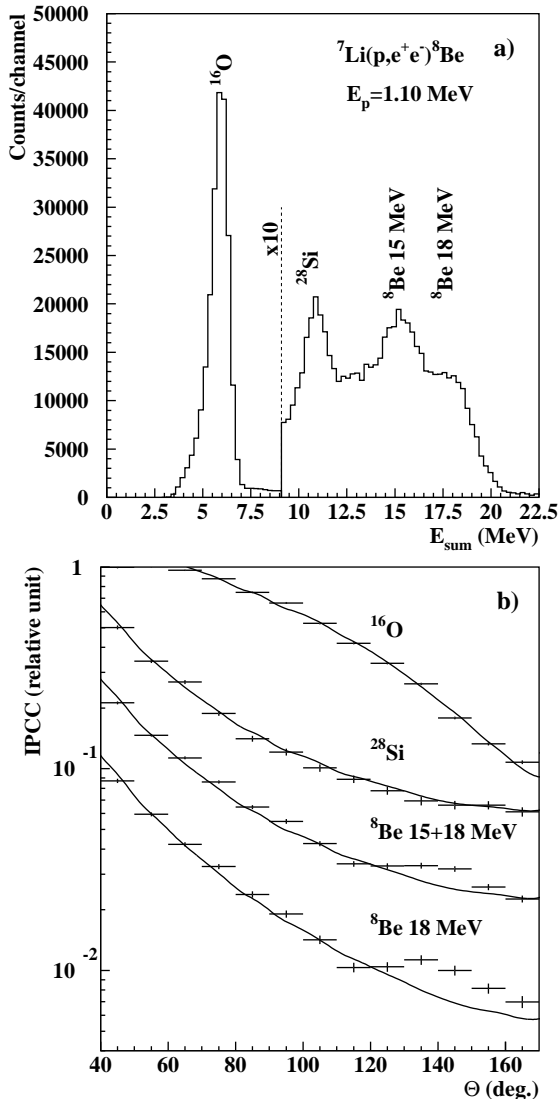 a)
⁷Li(p,e⁺e⁻)⁸Be
E_p=1.10 MeV
Counts/channel
50000
45000
40000
35000
30000
25000
20000
15000
10000
5000
0
¹⁶O
x10
²⁸Si
⁸Be 15 MeV
⁸Be 18 MeV
0 2.5 5 7.5 10 12.5 15 17.5 20 22.5
E_sum (MeV)
b)
IPCC (relative unit)
1
10⁻¹
10⁻²
¹⁶O
²⁸Si
⁸Be 15+18 MeV
⁸Be 18 MeV
40 60 80 100 120 140 160
Θ (deg.)